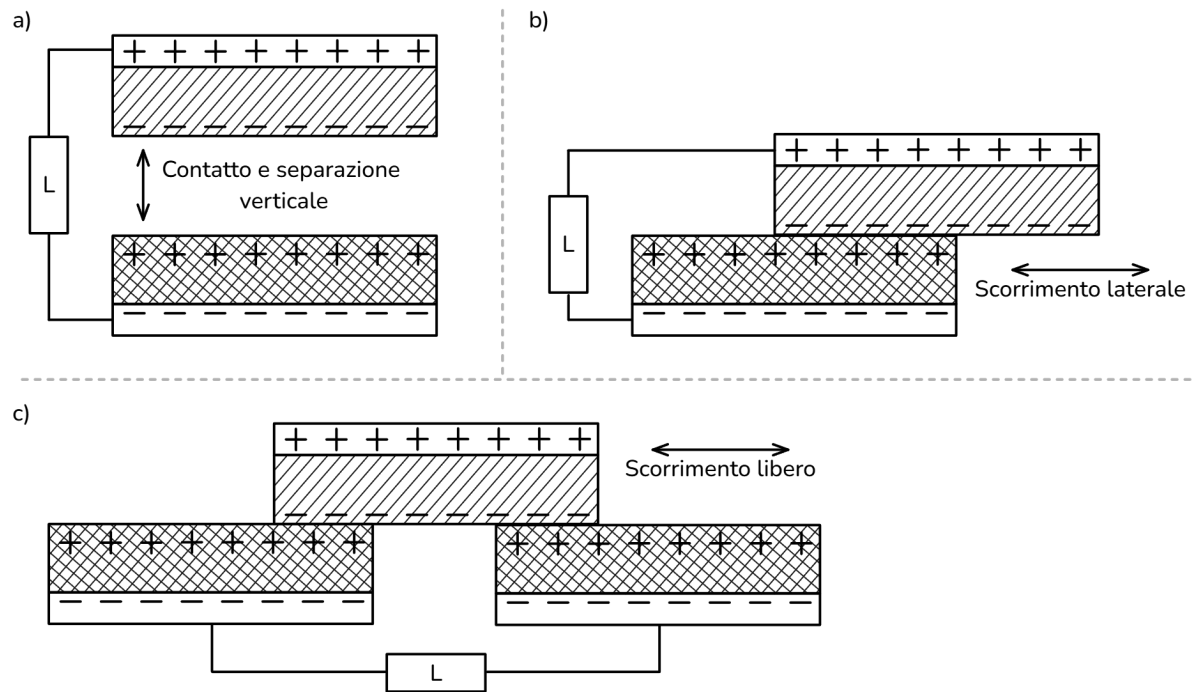 a)
+ + + + + + + +
− − − − − − − −
L
Contatto e separazione
verticale
+ + + + + + + +
− − − − − − − −
b)
+ + + + + + + +
− − − − − − − −
L
+ + + + + + + +
− − − − − − − −
Scorrimento laterale
c)
+ + + + + + + +
− − − − − − − −
Scorrimento libero
+ + + + + + + +
− − − − − − − −
+ + + + + + + +
− − − − − − − −
L